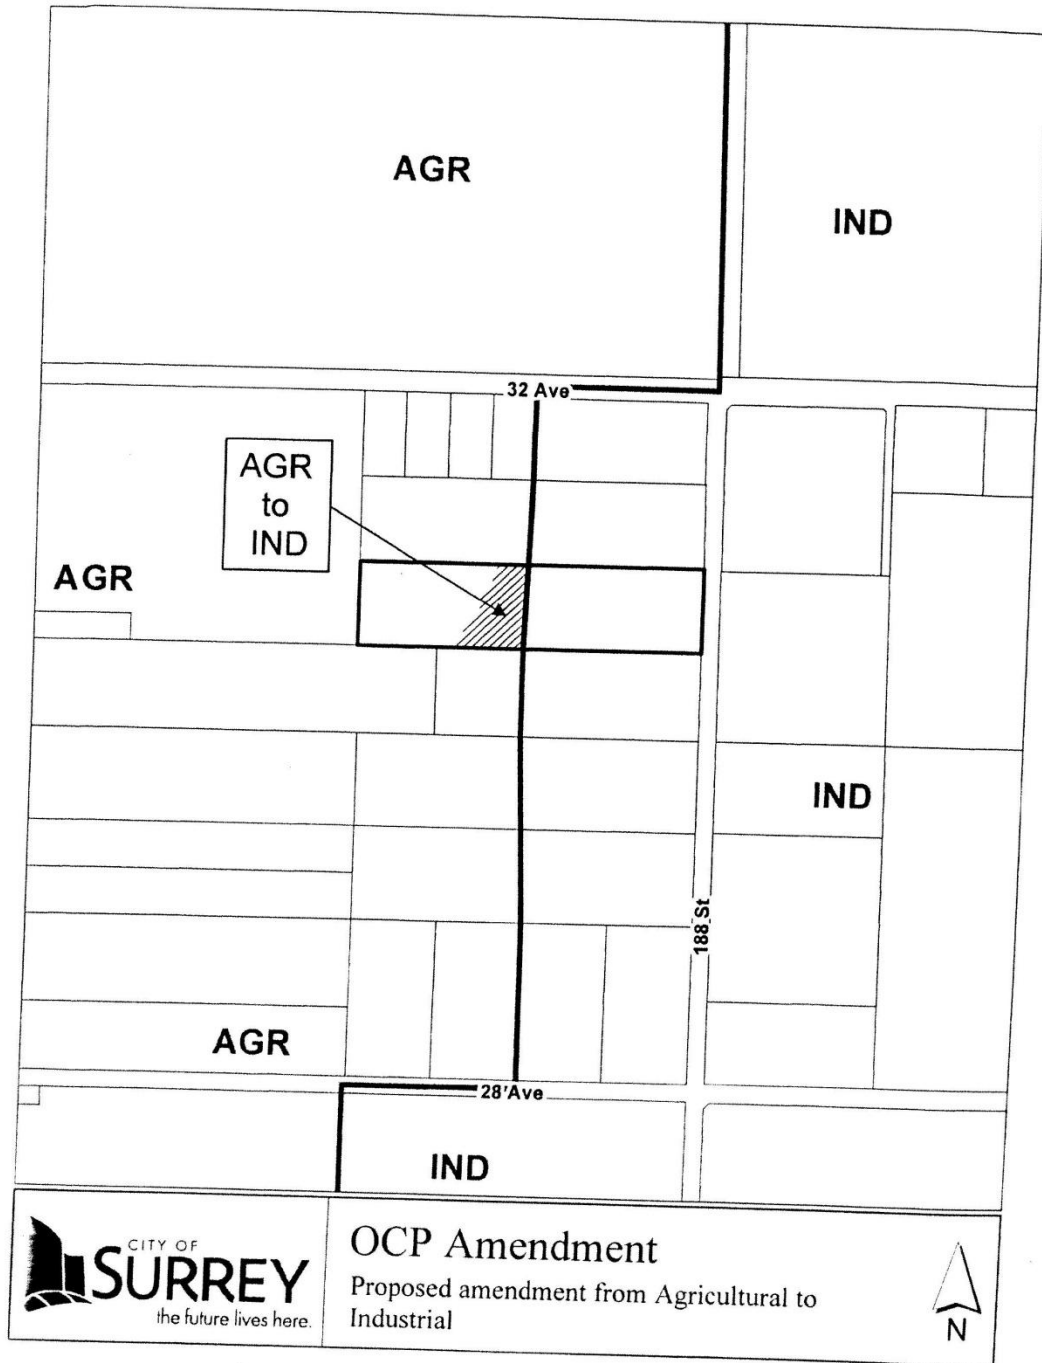 AGR
IND
32 Ave
AGR
to
IND
AGR
IND
188 St
AGR
28 Ave
IND
CITY OF
SURREY
the future lives here.
OCP Amendment
Proposed amendment from Agricultural to
Industrial
N